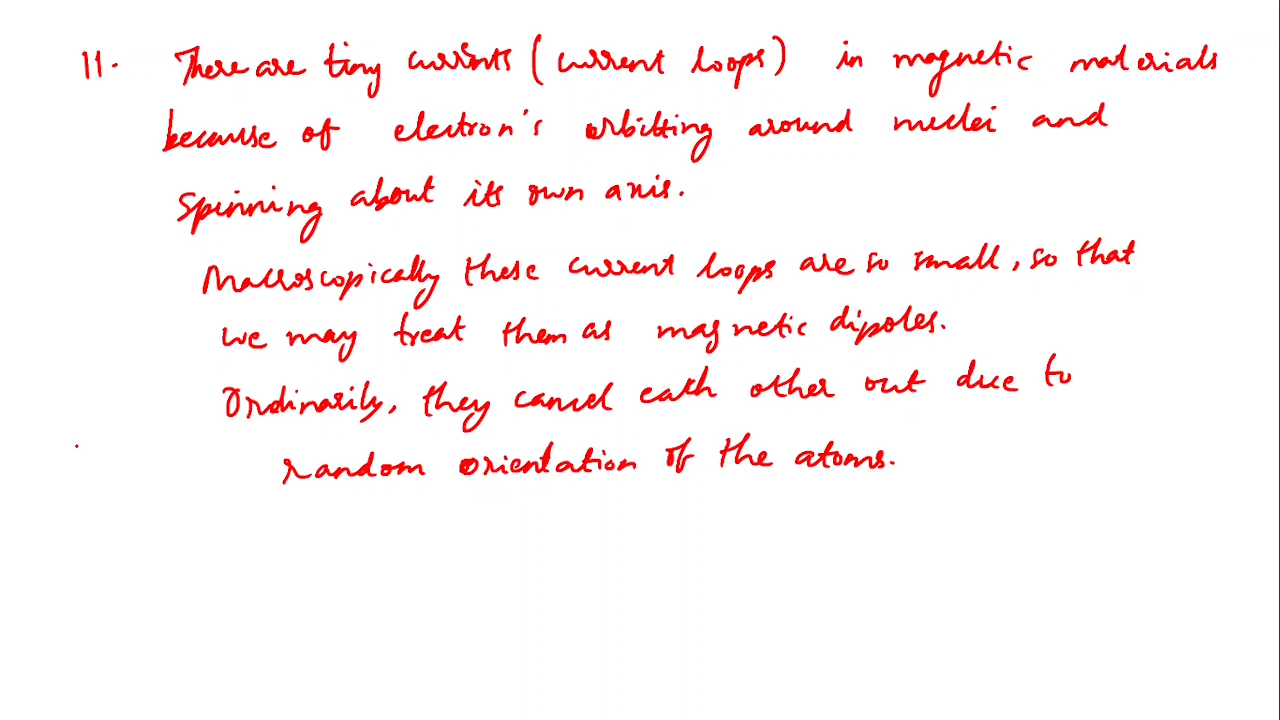 11. There are tiny currents (current loops) in magnetic materials
because of electron's orbitting around nuclei and
spinning about its own axis.
Macroscopically these current loops are so small, so that
we may treat them as magnetic dipoles.
Ordinarily, they cancel each other out due to
random orientation of the atoms.